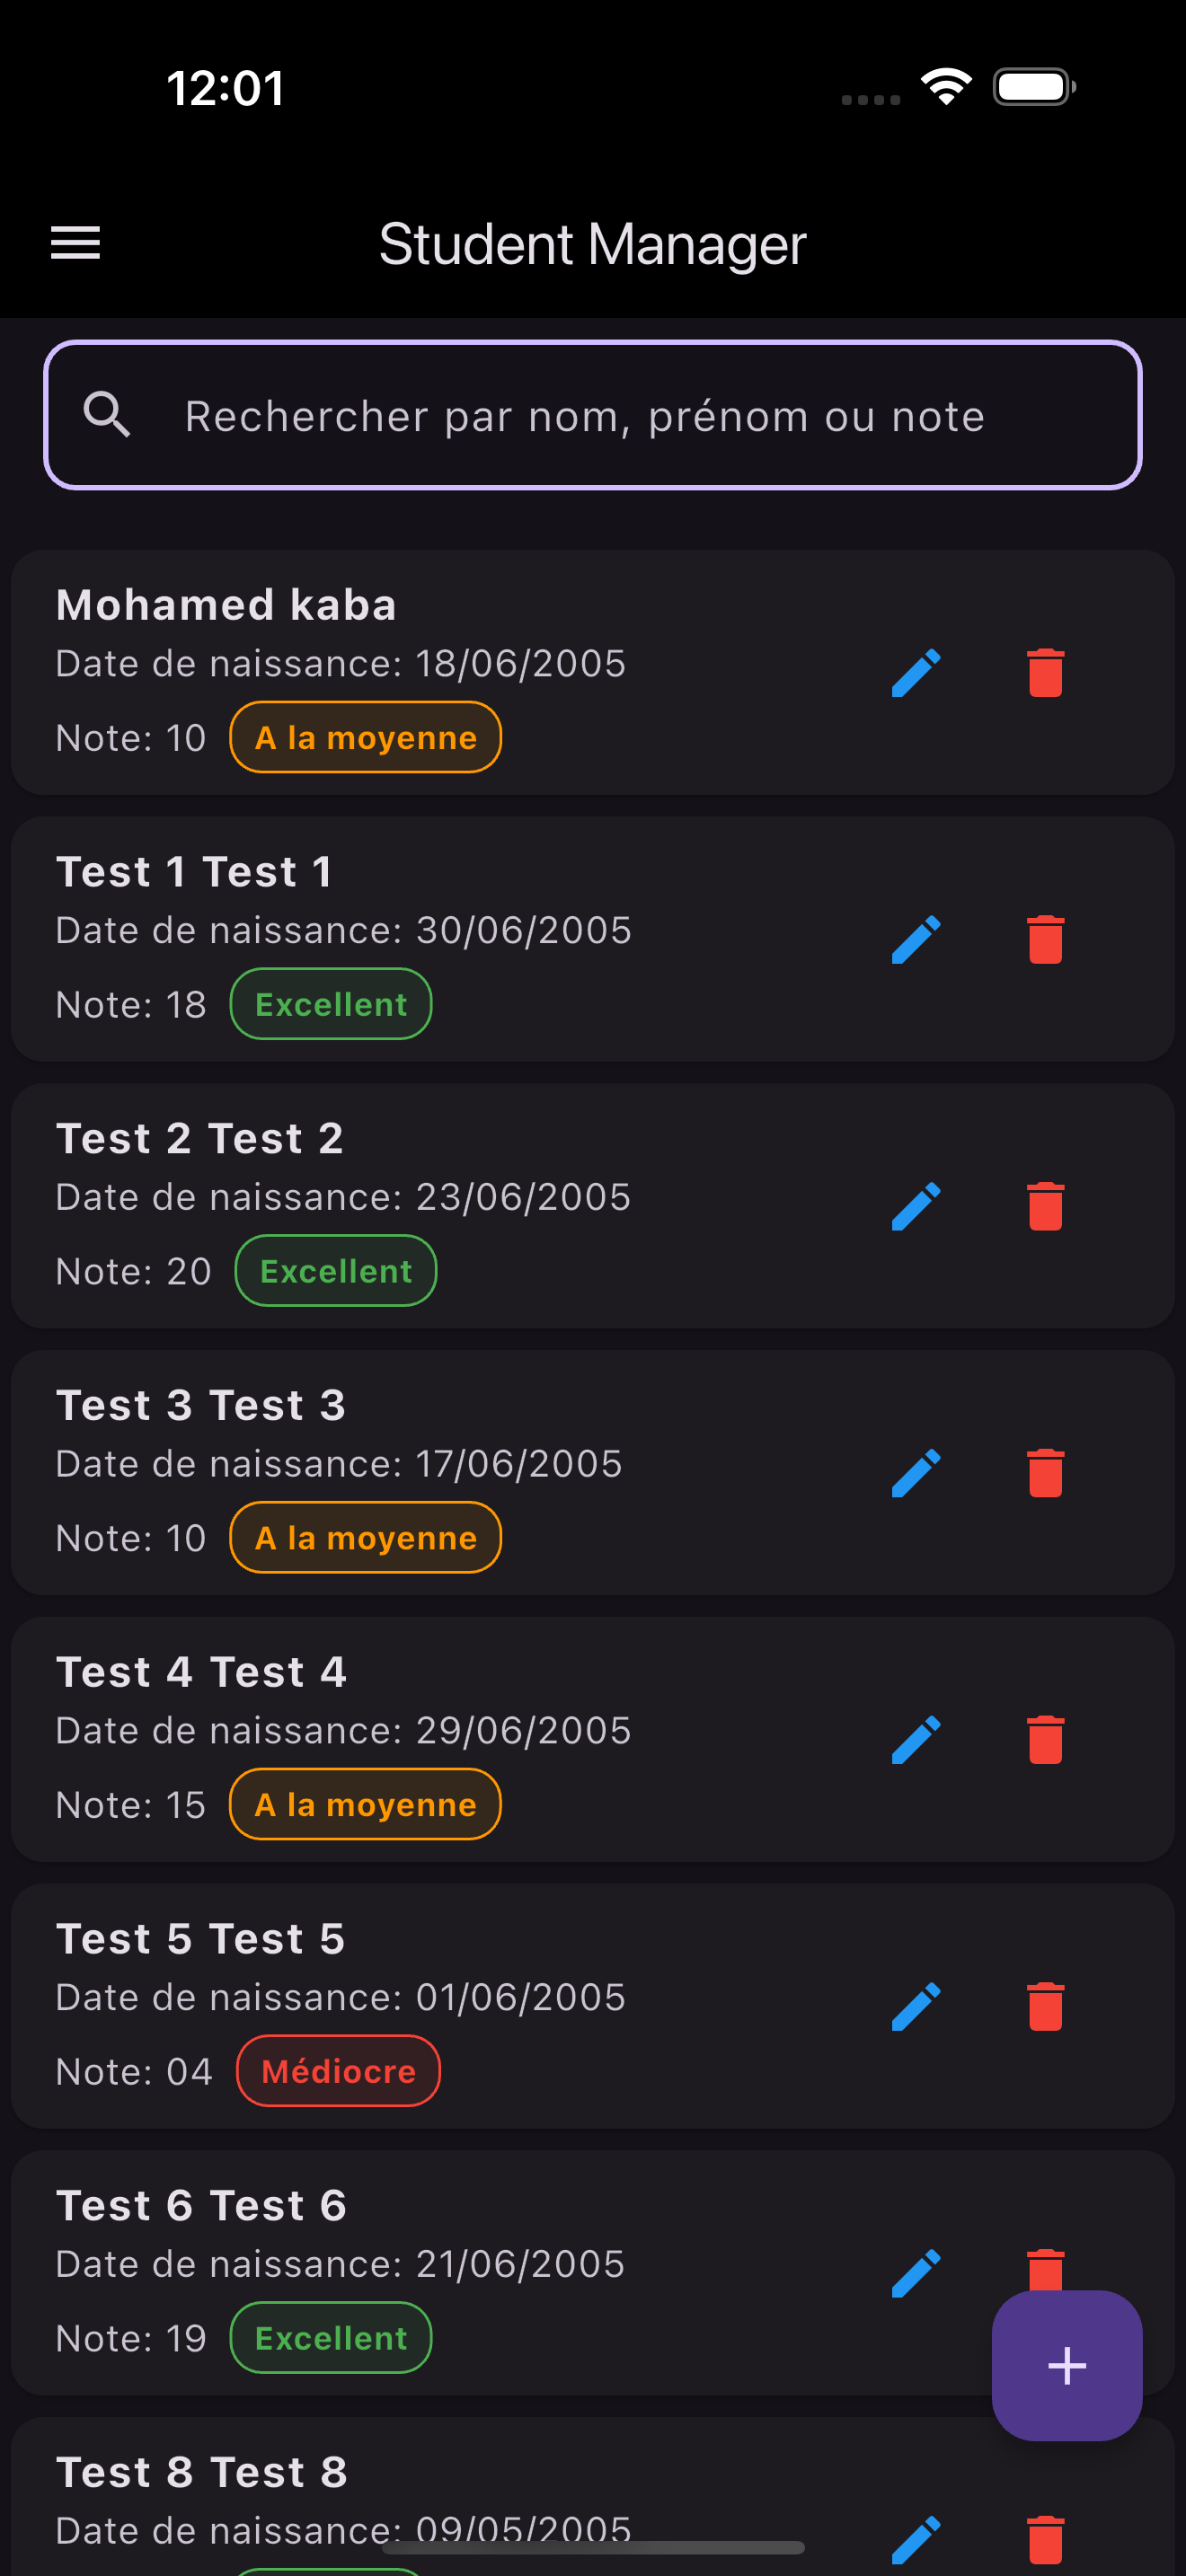 12:01
Student Manager
Rechercher par nom, prénom ou note
Mohamed kaba
Date de naissance: 18/06/2005
Note: 10 A la moyenne
Test 1 Test 1
Date de naissance: 30/06/2005
Note: 18 Excellent
Test 2 Test 2
Date de naissance: 23/06/2005
Note: 20 Excellent
Test 3 Test 3
Date de naissance: 17/06/2005
Note: 10 A la moyenne
Test 4 Test 4
Date de naissance: 29/06/2005
Note: 15 A la moyenne
Test 5 Test 5
Date de naissance: 01/06/2005
Note: 04 Médiocre
Test 6 Test 6
Date de naissance: 21/06/2005
Note: 19 Excellent
Test 8 Test 8
Date de naissance: 09/05/2005